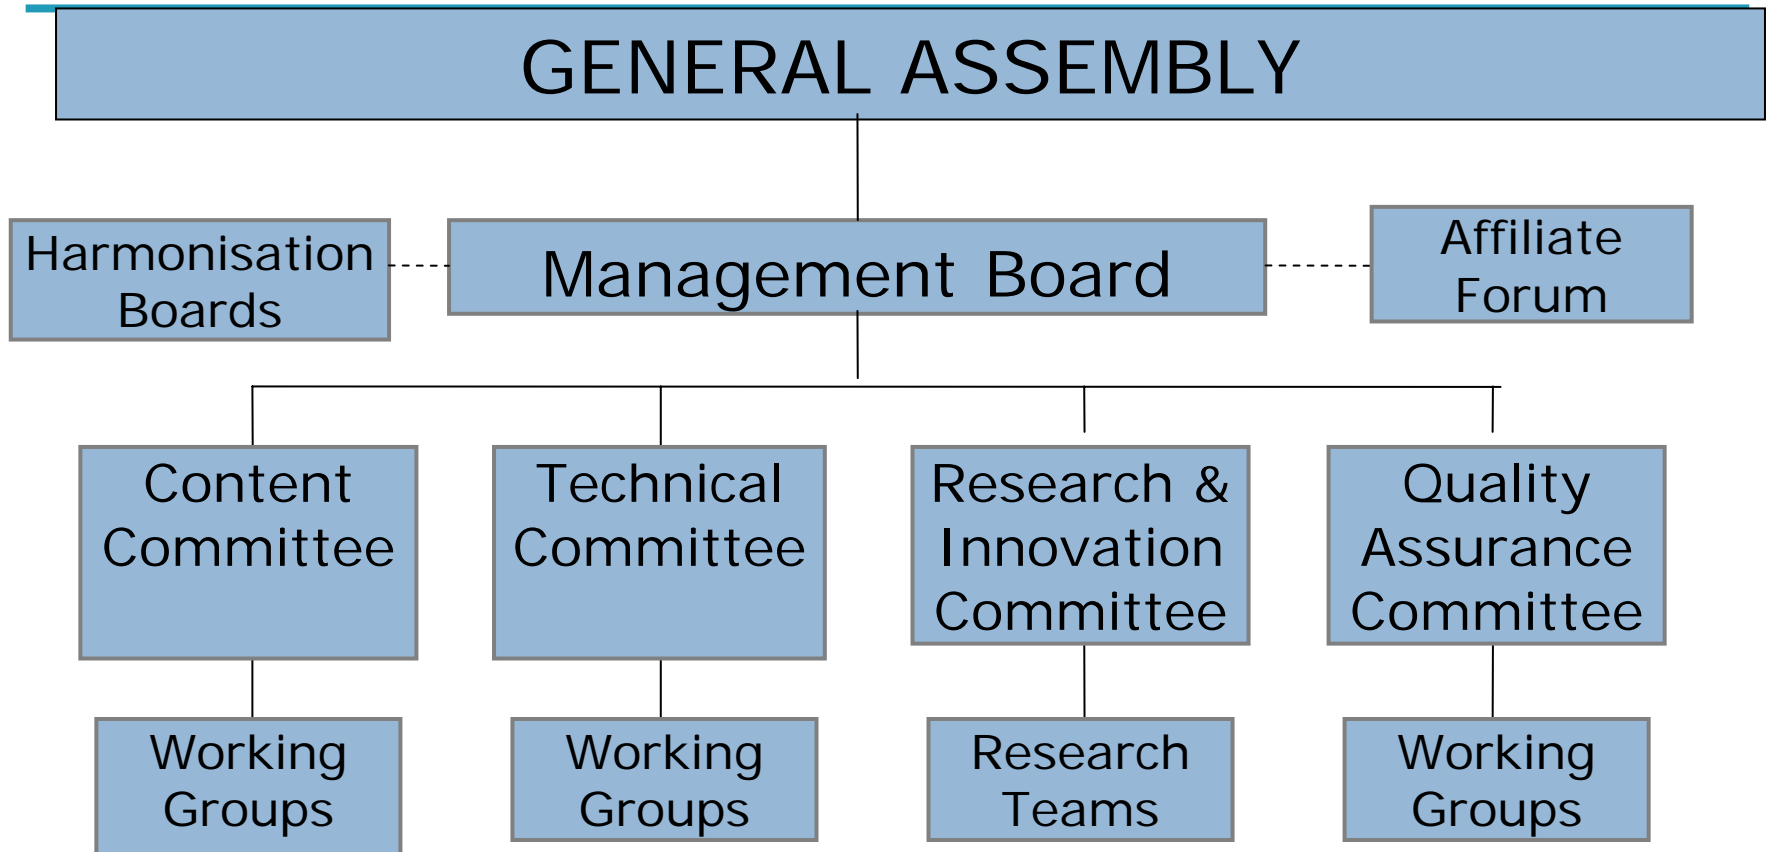 GENERAL ASSEMBLY
Harmonisation
Boards
Management Board
Affiliate
Forum
Content
Committee
Technical
Committee
Research &
Innovation
Committee
Quality
Assurance
Committee
Working
Groups
Working
Groups
Research
Teams
Working
Groups